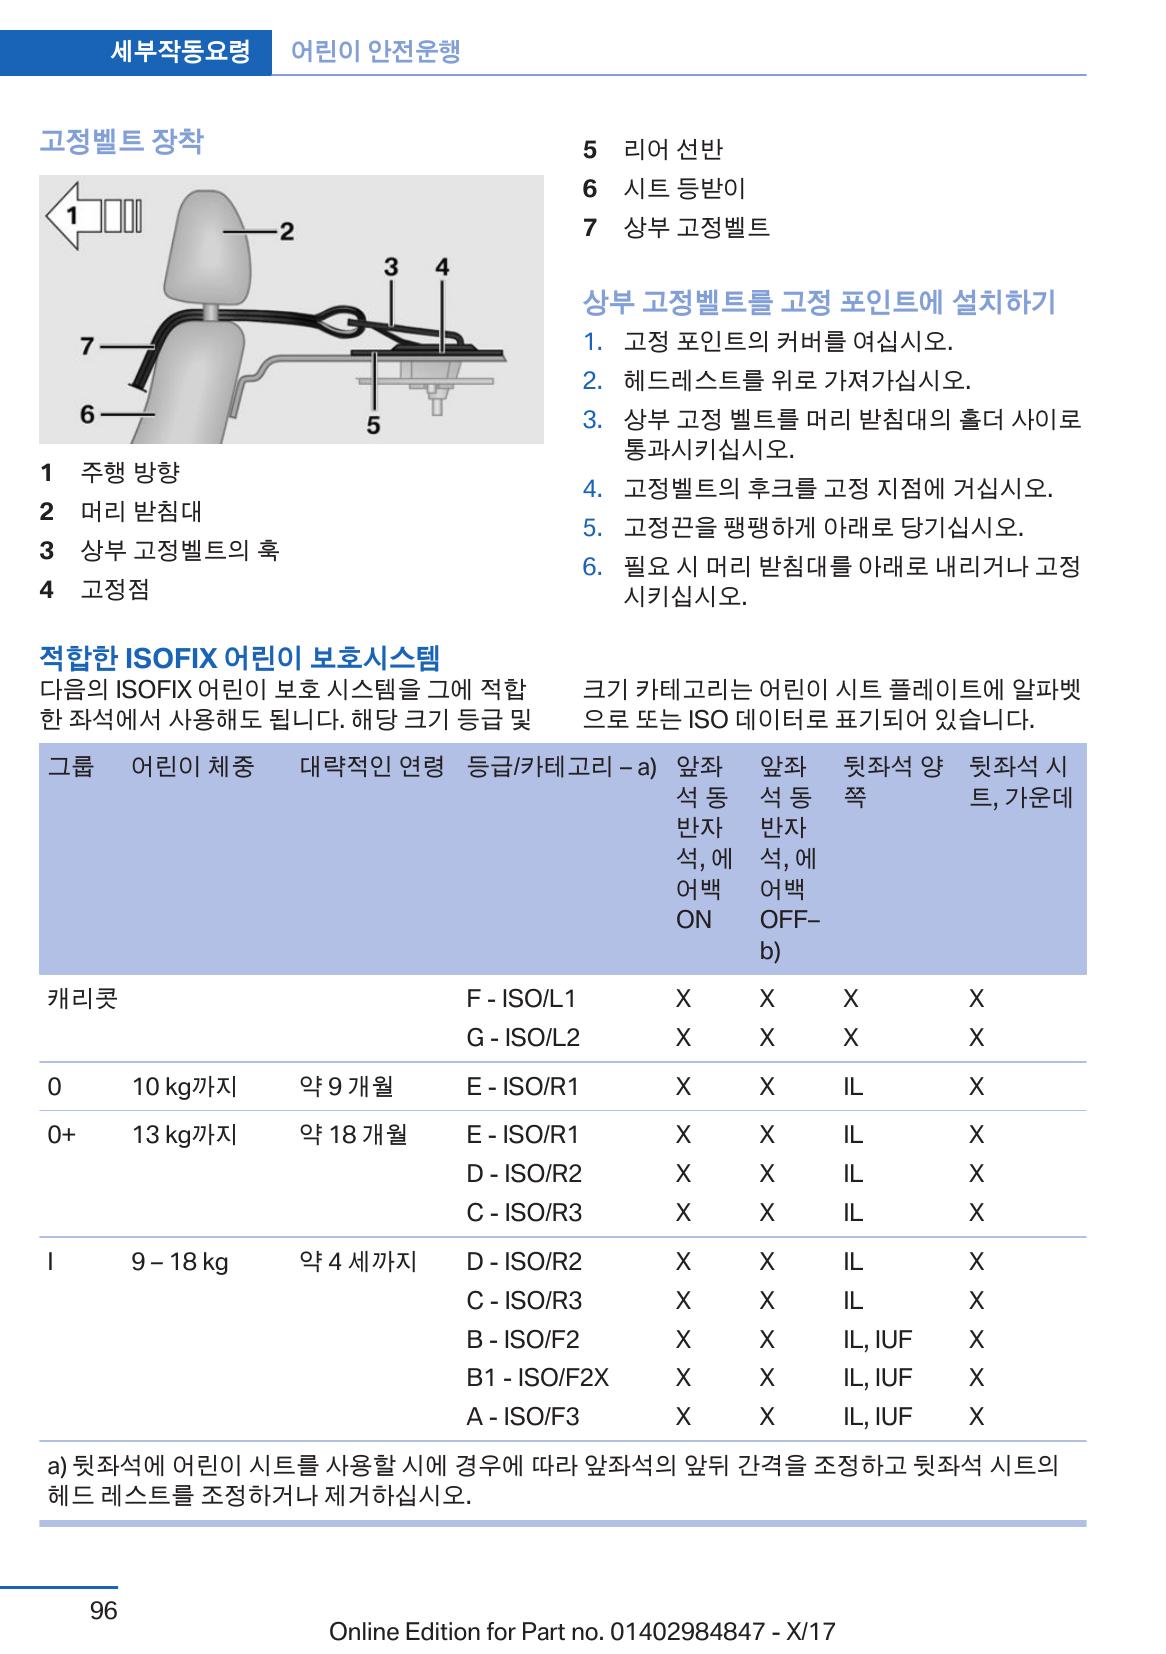 세부작동요령 어린이 안전운행
고정벨트 장착
1
2
3 4
7
6
5
1 주행 방향
2 머리 받침대
3 상부 고정벨트의 훅
4 고정점
5 리어 선반
6 시트 등받이
7 상부 고정벨트
상부 고정벨트를 고정 포인트에 설치하기
1. 고정 포인트의 커버를 여십시오.
2. 헤드레스트를 위로 가져가십시오.
3. 상부 고정 벨트를 머리 받침대의 홀더 사이로
통과시키십시오.
4. 고정벨트의 후크를 고정 지점에 거십시오.
5. 고정끈을 팽팽하게 아래로 당기십시오.
6. 필요 시 머리 받침대를 아래로 내리거나 고정
시키십시오.
적합한 ISOFIX 어린이 보호시스템
다음의 ISOFIX 어린이 보호 시스템을 그에 적합
한 좌석에서 사용해도 됩니다. 해당 크기 등급 및
크기 카테고리는 어린이 시트 플레이트에 알파벳
으로 또는 ISO 데이터로 표기되어 있습니다.
그룹 어린이 체중 대략적인 연령 등급/카테고리 – a) 앞좌 앞좌 뒷좌석 양 뒷좌석 시
석 동 석 동 쪽 트, 가운데
반자 반자
석, 에 석, 에
어백 어백
ON OFF–
b)
캐리콧 F - ISO/L1 X X X X
G - ISO/L2 X X X X
0 10 kg까지 약 9 개월 E - ISO/R1 X X IL X
0+ 13 kg까지 약 18 개월 E - ISO/R1 X X IL X
D - ISO/R2 X X IL X
C - ISO/R3 X X IL X
I 9 – 18 kg 약 4 세까지 D - ISO/R2 X X IL X
C - ISO/R3 X X IL X
B - ISO/F2 X X IL, IUF X
B1 - ISO/F2X X X IL, IUF X
A - ISO/F3 X X IL, IUF X
a) 뒷좌석에 어린이 시트를 사용할 시에 경우에 따라 앞좌석의 앞뒤 간격을 조정하고 뒷좌석 시트의
헤드 레스트를 조정하거나 제거하십시오.
96
Online Edition for Part no. 01402984847 - X/17